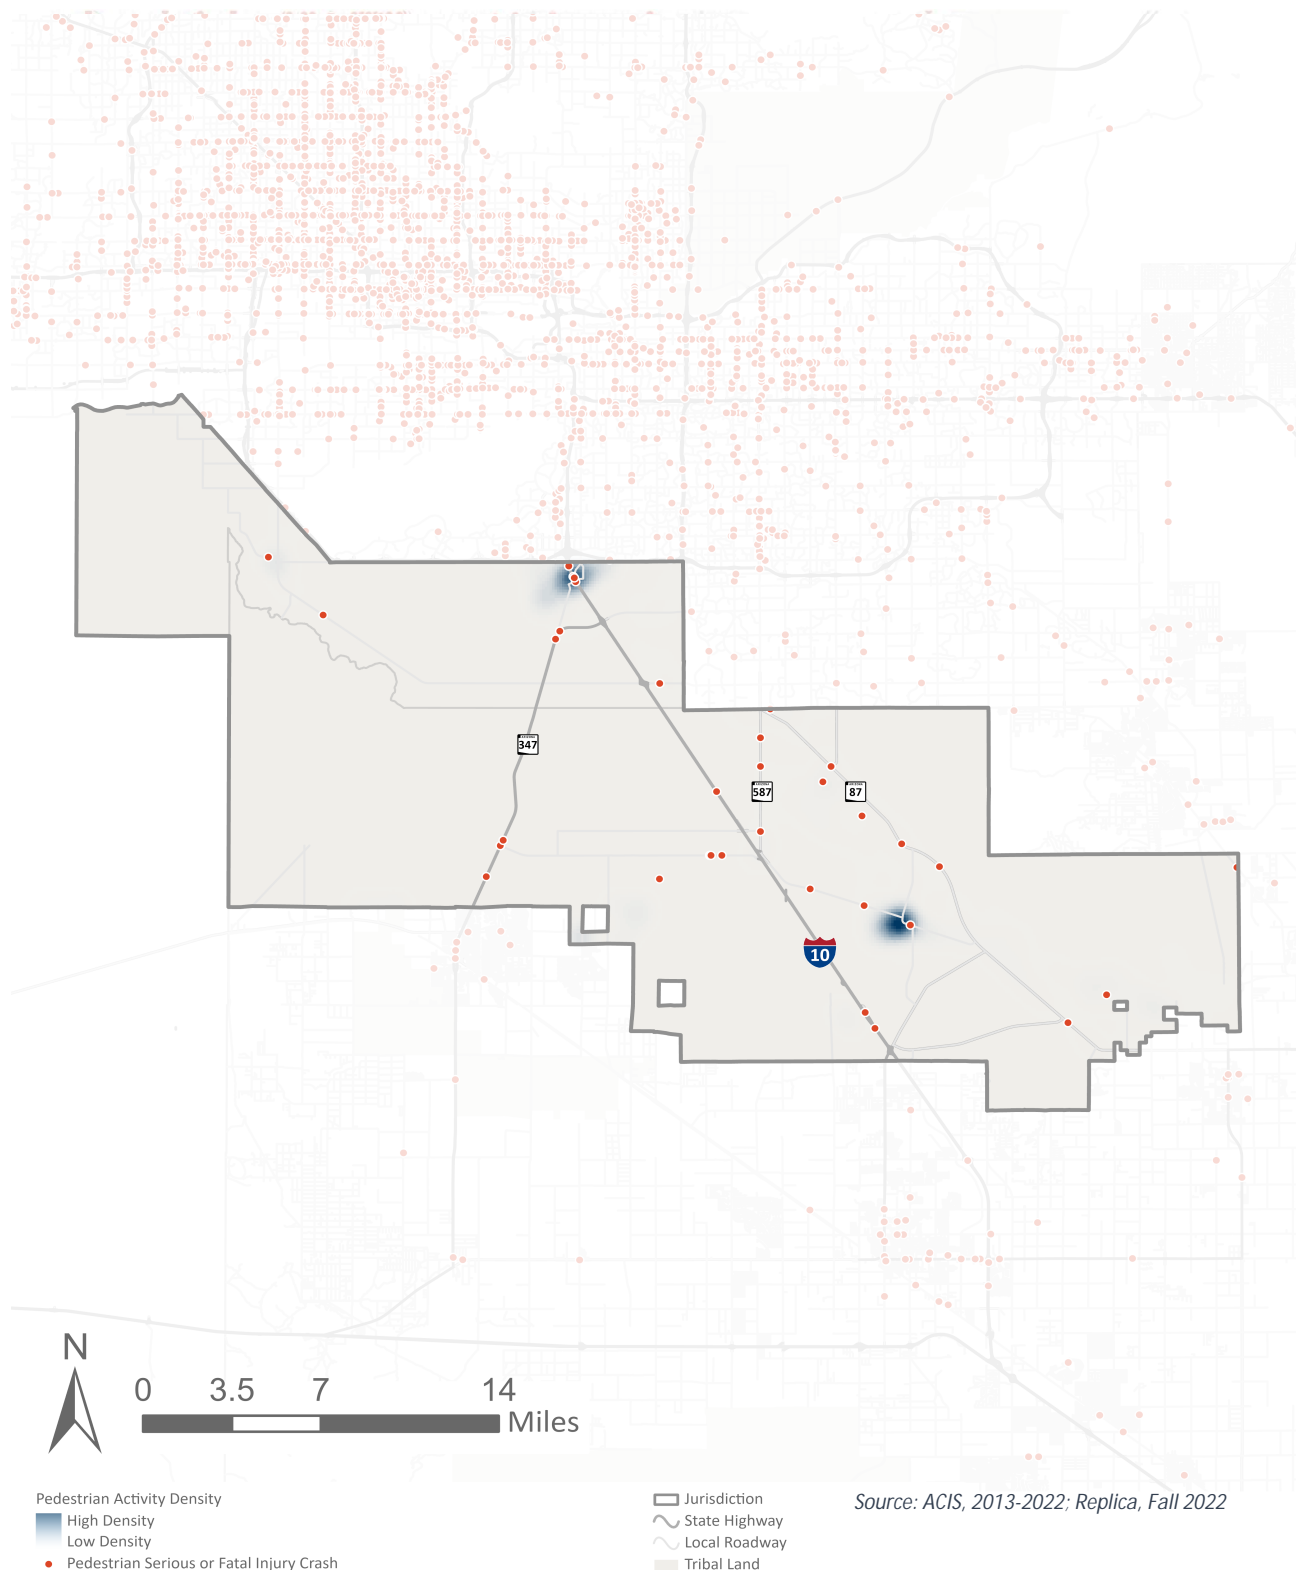 347
587
87
10
N
0 3.5 7 14
Miles
Pedestrian Activity Density
High Density
Low Density
Pedestrian Serious or Fatal Injury Crash
Jurisdiction
State Highway
Local Roadway
Tribal Land
Source: ACIS, 2013-2022; Replica, Fall 2022